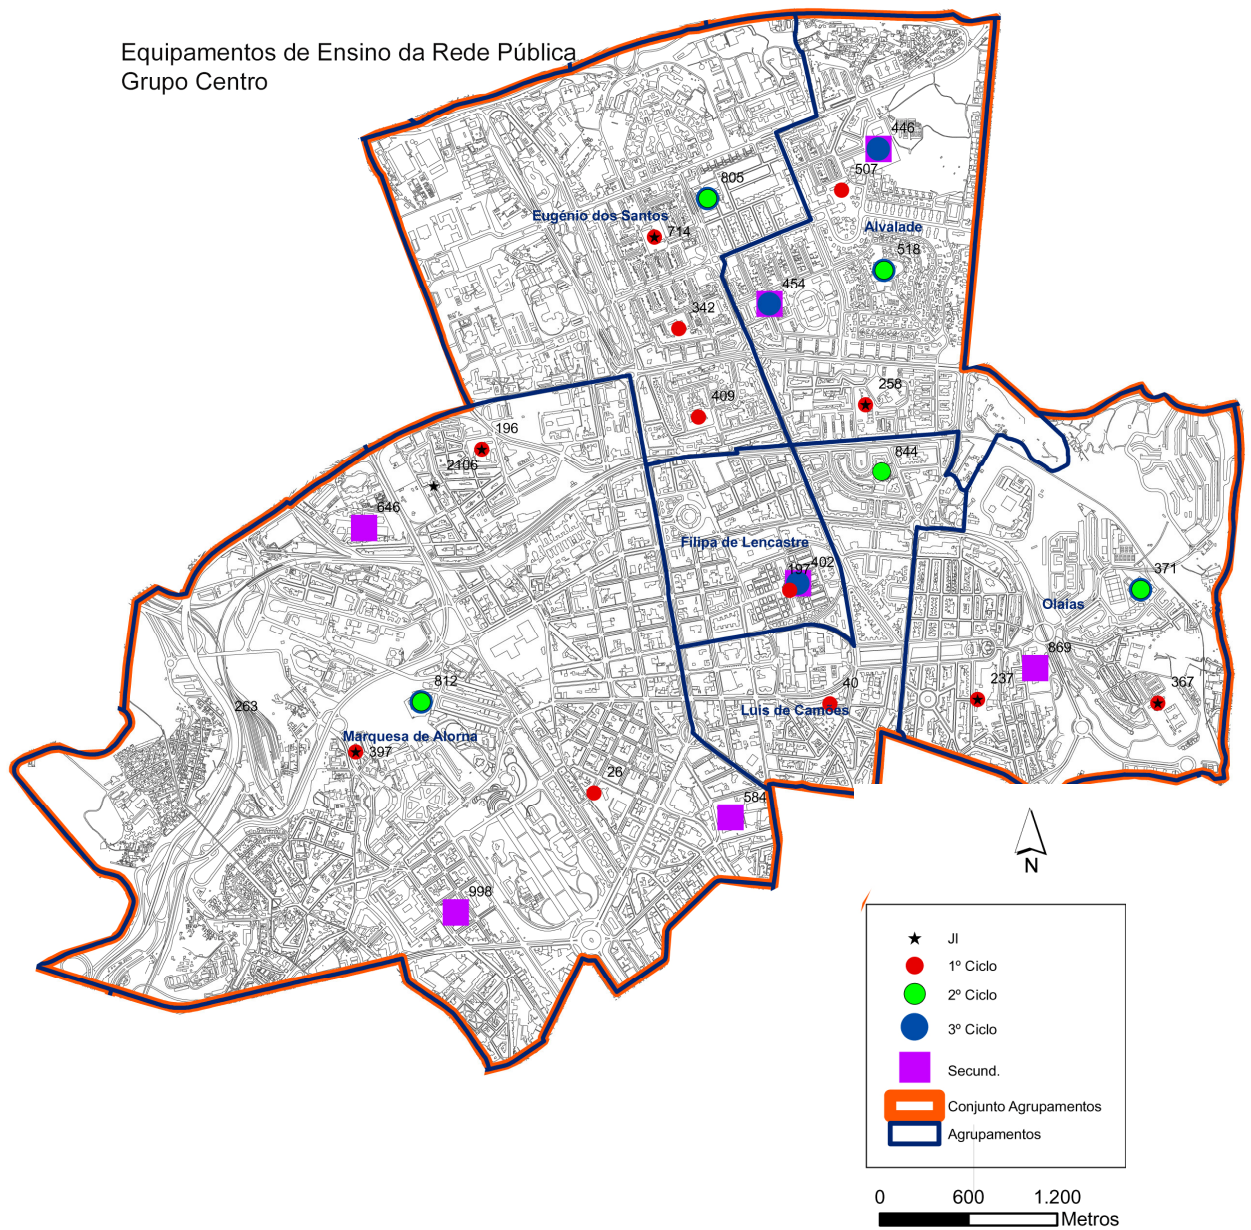 Equipamentos de Ensino da Rede Pública
Grupo Centro
446
507
805
Eugénio dos Santos
714
Alvalade
518
454
342
258
409
196
2106
844
646
Filipa de Lencastre
402
197
371
Olaias
869
812
237
367
40
263
Luis de Camões
Marquesa de Alorna
397
26
584
N
998
JI
1º Ciclo
2º Ciclo
3º Ciclo
Secund.
Conjunto Agrupamentos
Agrupamentos
0 600 1.200
Metros